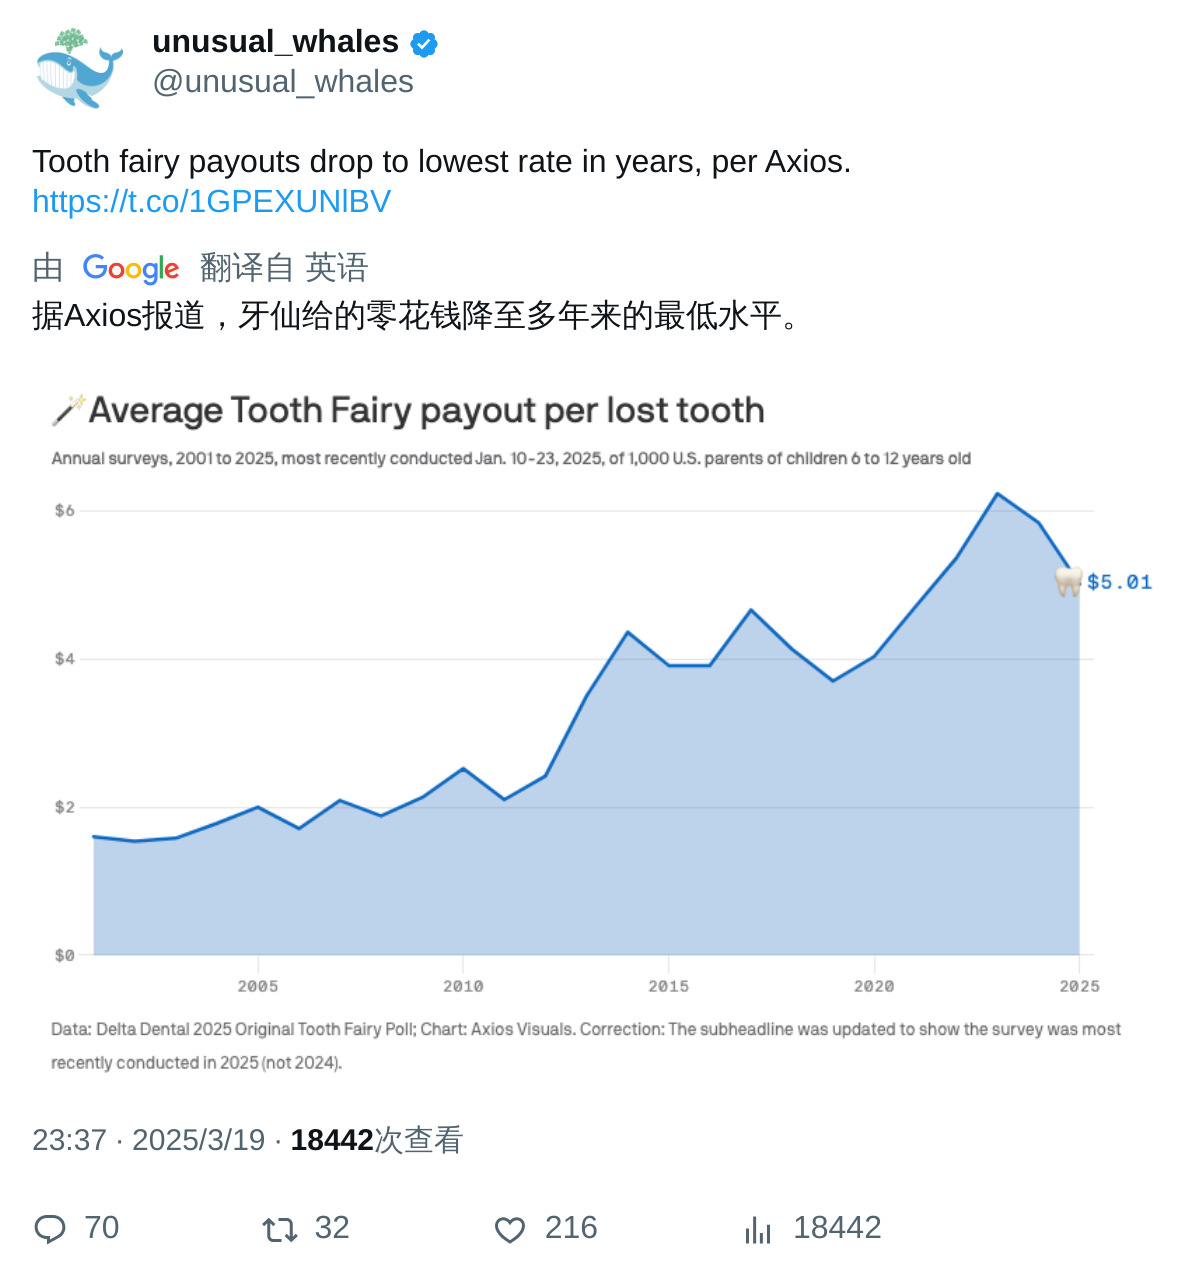 unusual_whales
@unusual_whales
Tooth fairy payouts drop to lowest rate in years, per Axios.
https://t.co/1GPEXUNlBV
由 Google 翻译自 英语
据Axios报道，牙仙给的零花钱降至多年来的最低水平。
Average Tooth Fairy payout per lost tooth
Annual surveys, 2001 to 2025, most recently conducted Jan. 10-23, 2025, of 1,000 U.S. parents of children 6 to 12 years old
$6
$5.01
$4
$2
$0
2005 2010 2015 2020 2025
Data: Delta Dental 2025 Original Tooth Fairy Poll; Chart: Axios Visuals. Correction: The subheadline was updated to show the survey was most
recently conducted in 2025 (not 2024).
23:37 · 2025/3/19 · 18442次查看
70 32 216 18442